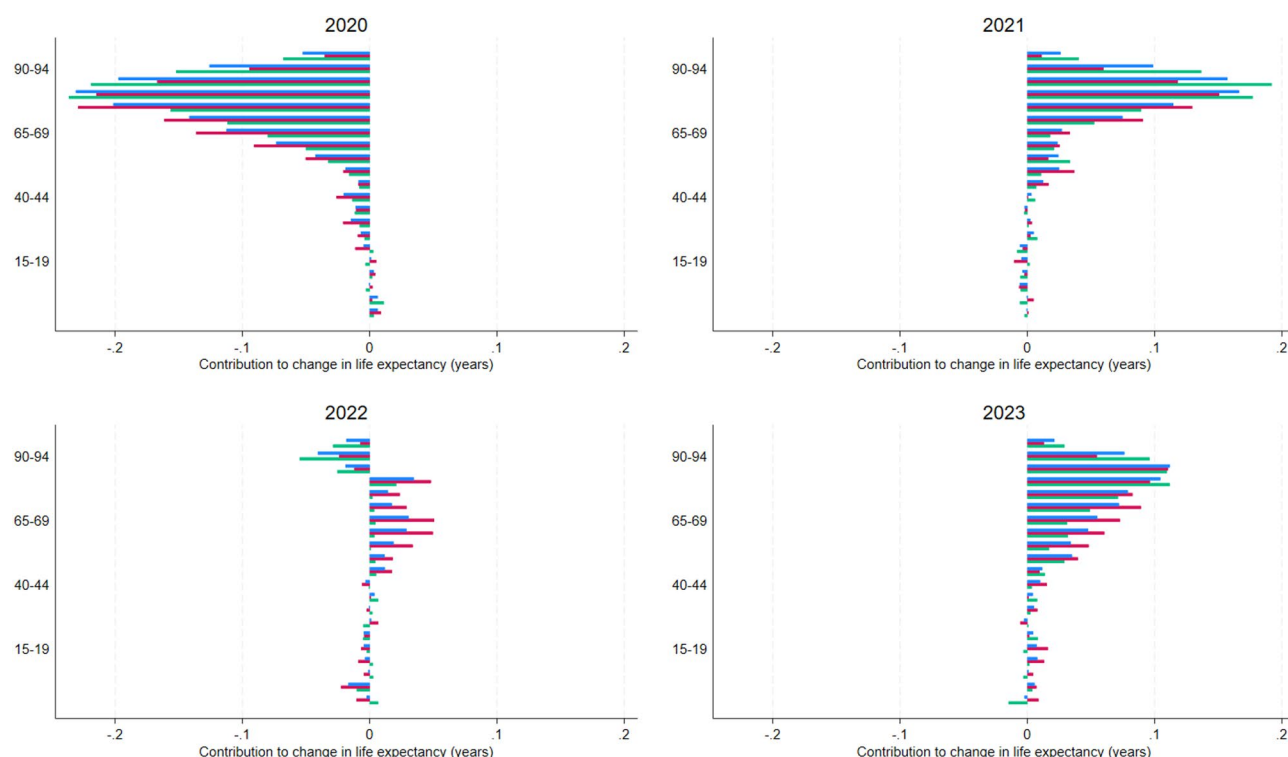 2020
90-94
65-69
40-44
15-19
-.2 -.1 0 .1 .2
Contribution to change in life expectancy (years)
2021
90-94
65-69
40-44
15-19
-.2 -.1 0 .1 .2
Contribution to change in life expectancy (years)
2022
90-94
65-69
40-44
15-19
-.2 -.1 0 .1 .2
Contribution to change in life expectancy (years)
2023
90-94
65-69
40-44
15-19
-.2 -.1 0 .1 .2
Contribution to change in life expectancy (years)